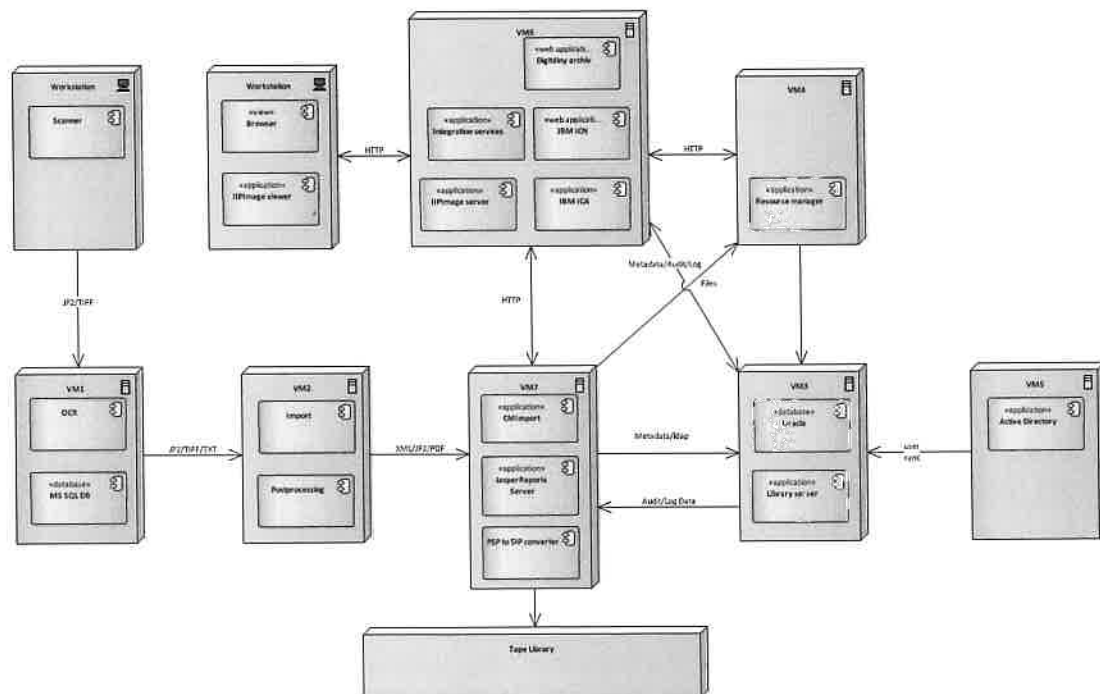 Workstation
Scanner
Workstation
Browser
«application»
IIPImage viewer
HTTP
VM6
«web applicati...
Digitálny archív
«application»
Integration services
«web applicati...
IBM ICN
«application»
IIPImage server
«application»
IBM ICA
HTTP
VM4
«application»
Resource manager
JP2/TIFF
HTTP
Metadata/Audit/Log
Files
VM1
OCR
«database»
MS SQL DB
JP2/TIFF/TXT
VM2
Import
Postprocessing
XML/JP2/PDF
VM7
«application»
CMImport
«application»
JasperReports
Server
PSP to SIP converter
Metadata/ldap
Audit/Log Data
VM3
«database»
Oracle
«application»
Library server
user
sync
VM5
«application»
Active Directory
Tape Library